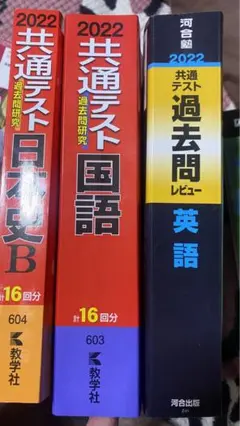 2022
共通テスト
過去問研究
日本史B
計16回分
604
教学社
2022
共通テスト
過去問研究
国語
計16回分
603
教学社
河合塾
2022
共通
テスト
過去問
レビュー
英語
河合出版